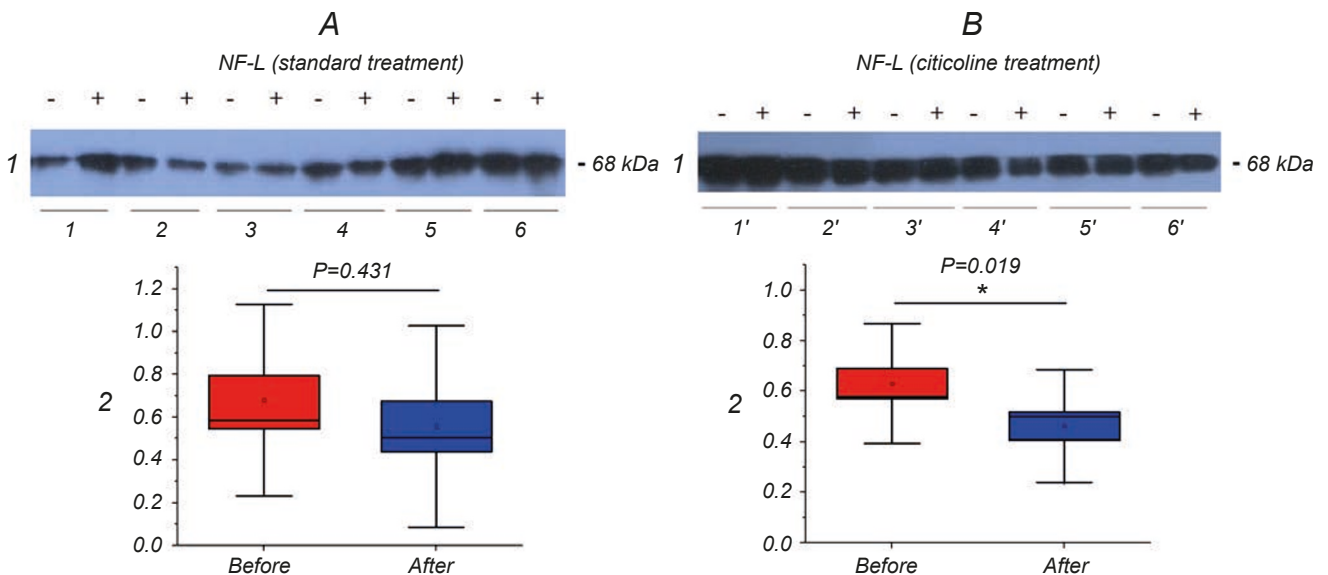 A
NF-L (standard treatment)
- + - + - + - + - + - +
1
- 68 kDa
1 2 3 4 5 6
P=0.431
1.2
1.0
0.8
0.6
0.4
0.2
0.0
2
Before After
B
NF-L (citicoline treatment)
- + - + - + - + - + - +
1
- 68 kDa
1' 2' 3' 4' 5' 6'
P=0.019
*
1.0
0.8
0.6
0.4
0.2
0.0
2
Before After